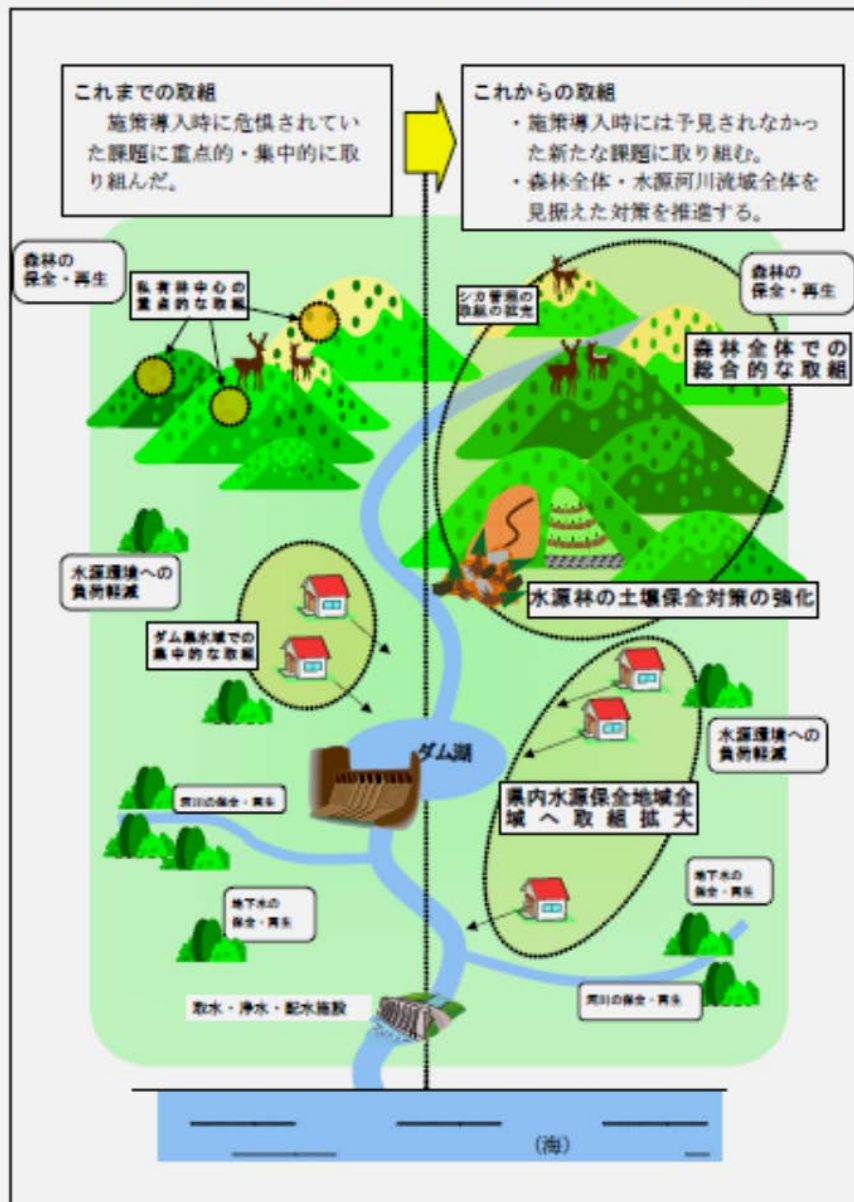 これまでの取組
施策導入時に危惧されてい
た課題に重点的・集中的に取
り組んだ。
これからの取組
・施策導入時には予見されなかっ
た新たな課題に取り組む。
・森林全体・水源河川流域全体を
見据えた対策を推進する。
森林の
保全・再生
私有林中心の
重点的な取組
シカ管理の
取組の拡充
森林の
保全・再生
森林全体での
総合的な取組
水源林の土壌保全対策の強化
水源環境への
負荷軽減
ダム集水域での
集中的な取組
水源環境への
負荷軽減
ダム湖
県内水源保全地域全
域へ取組拡大
河川の保全・再生
地下水の
保全・再生
地下水の
保全・再生
河川の保全・再生
取水・浄水・配水施設
（海）